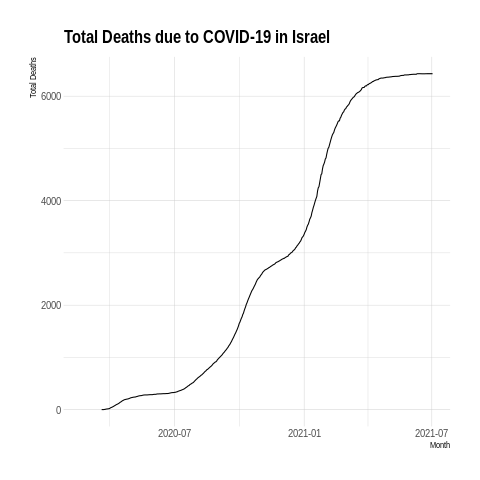 Total Deaths due to COVID-19 in Israel
Total Deaths
6000
4000
2000
0
2020-07
2021-01
2021-07
Month